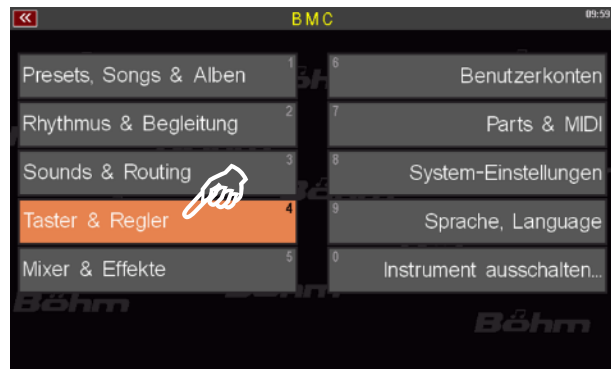 «
BMC
09:59
Presets, Songs & Alben 1
Rhythmus & Begleitung 2
Sounds & Routing 3
Taster & Regler 4
Mixer & Effekte 5
6 Benutzerkonten
7 Parts & MIDI
8 System-Einstellungen
9 Sprache, Language
0 Instrument ausschalten...
Böhm
Böhm